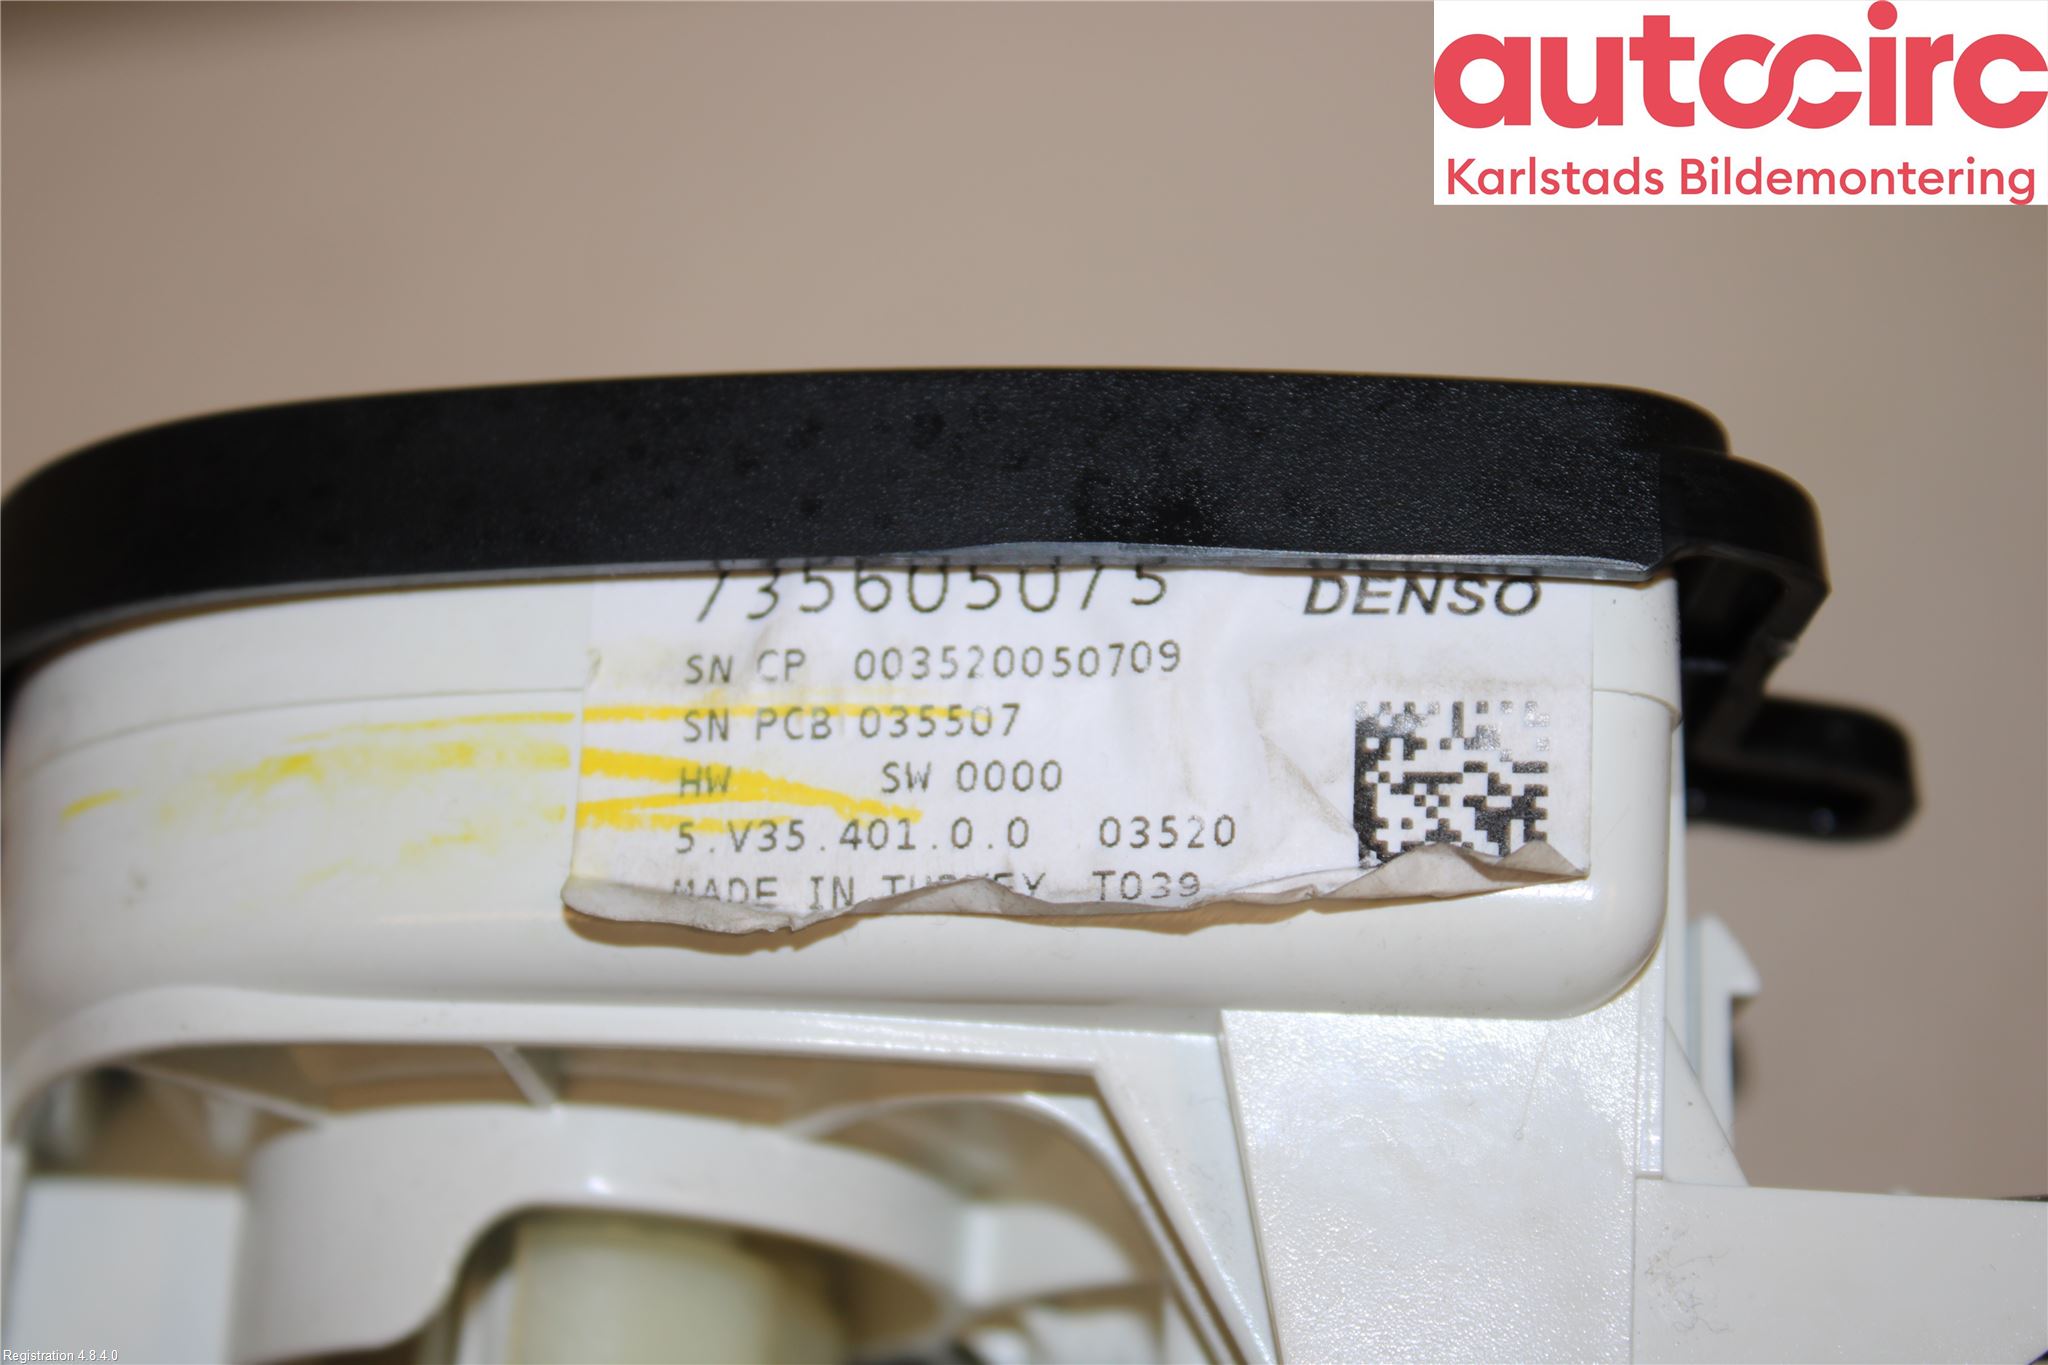 autocirc
Karlstads Bildemontering
735605075 DENSO
SN CP 003520050709
SN PCB 035507
HW SW 0000
5.V35.401.0.0 03520
MADE IN TURKEY T039
Registration 4.8.4.0